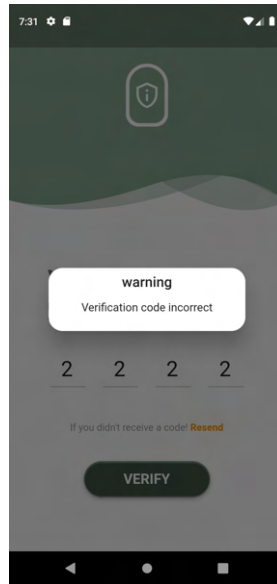 7:31
warning
Verification code incorrect
2 2 2 2
If you didn't receive a code! Resend
VERIFY